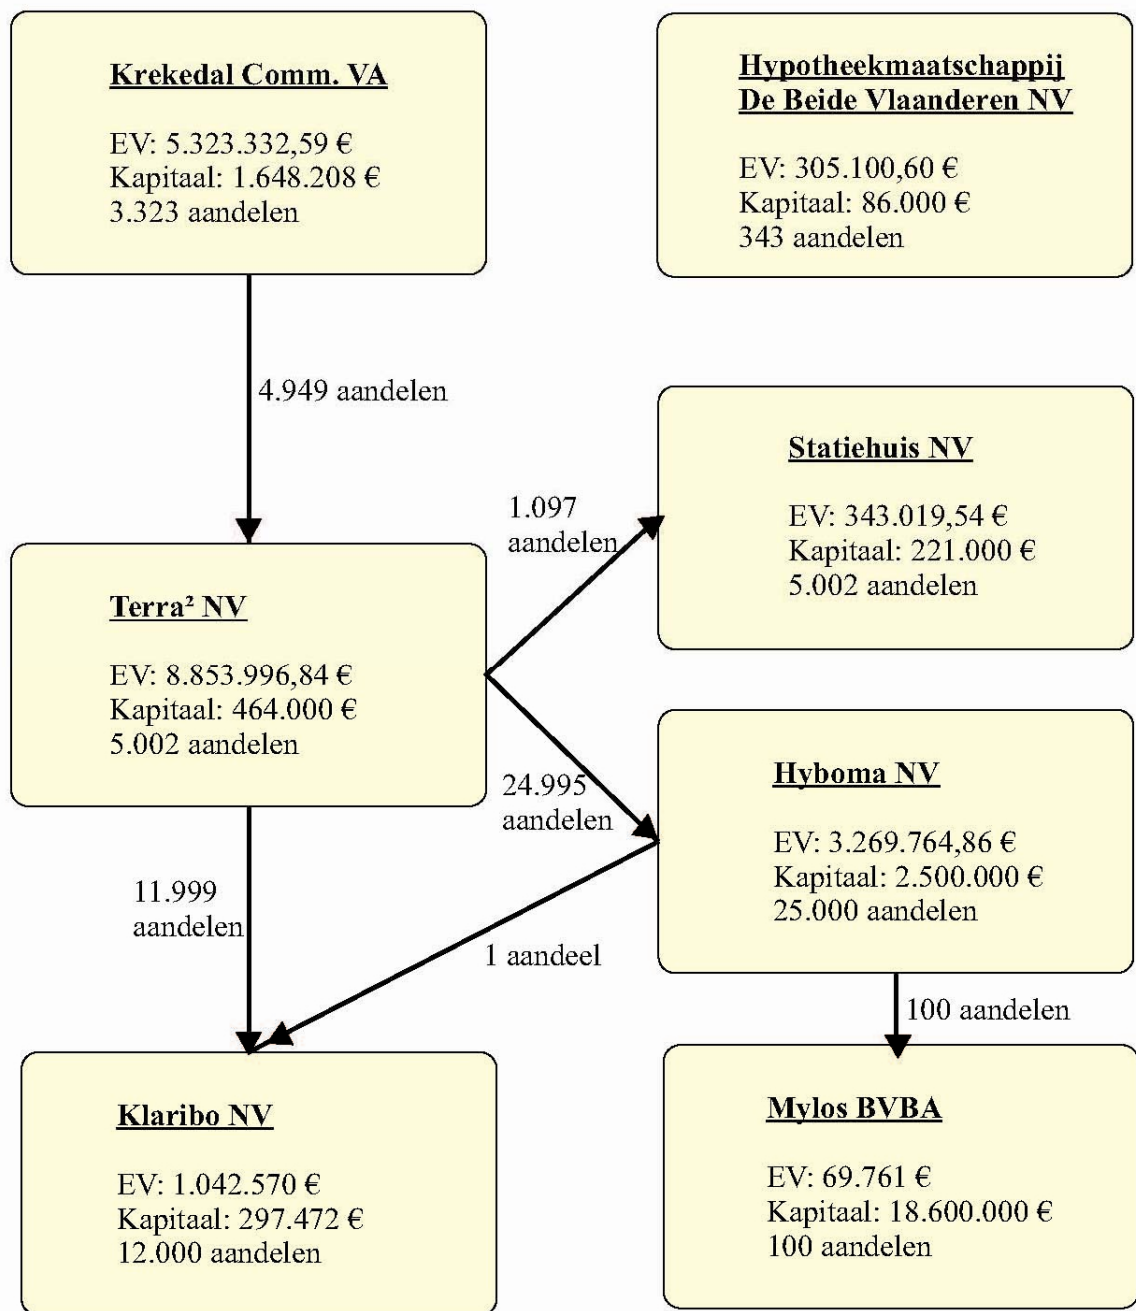 Krekedal Comm. VA
EV: 5.323.332,59 €
Kapitaal: 1.648.208 €
3.323 aandelen
Hypotheekmaatschappij
De Beide Vlaanderen NV
EV: 305.100,60 €
Kapitaal: 86.000 €
343 aandelen
4.949 aandelen
Statiehuis NV
EV: 343.019,54 €
Kapitaal: 221.000 €
5.002 aandelen
1.097
aandelen
Terra² NV
EV: 8.853.996,84 €
Kapitaal: 464.000 €
5.002 aandelen
24.995
aandelen
Hyboma NV
EV: 3.269.764,86 €
Kapitaal: 2.500.000 €
25.000 aandelen
11.999
aandelen
1 aandeel
100 aandelen
Klaribo NV
EV: 1.042.570 €
Kapitaal: 297.472 €
12.000 aandelen
Mylos BVBA
EV: 69.761 €
Kapitaal: 18.600.000 €
100 aandelen